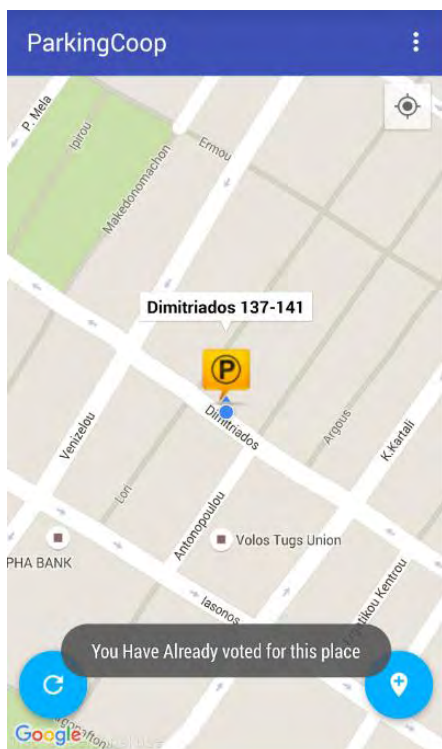 ParkingCoop
P. Mela
Ipirou
Ermou
Makedonomachon
Dimitriados 137-141
P
Dimitriados
Venizelou
Argous
K.Kartali
Lori
Antonopoulou
Volos Tugs Union
PHA BANK
Iasonos
Kentrou
You Have Already voted for this place
Google